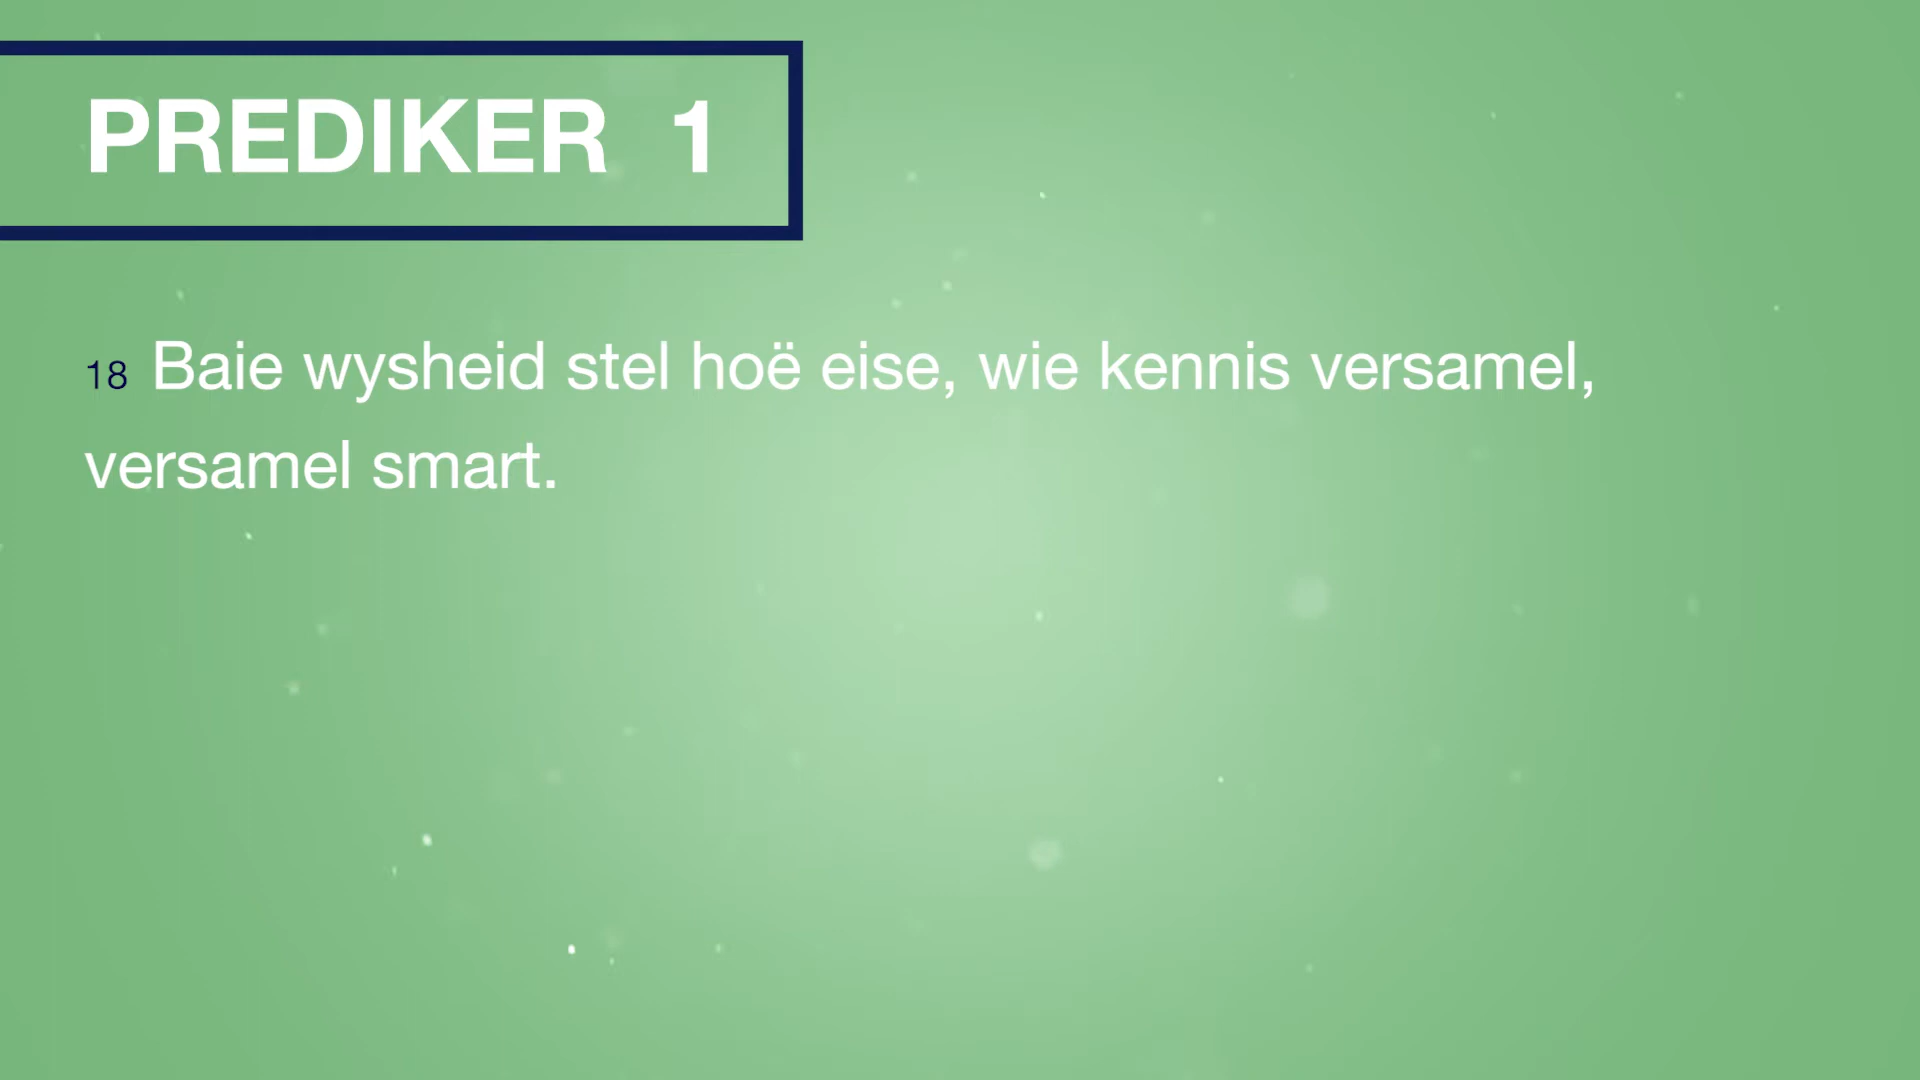 PREDIKER 1
18 Baie wysheid stel hoë eise, wie kennis versamel,
versamel smart.